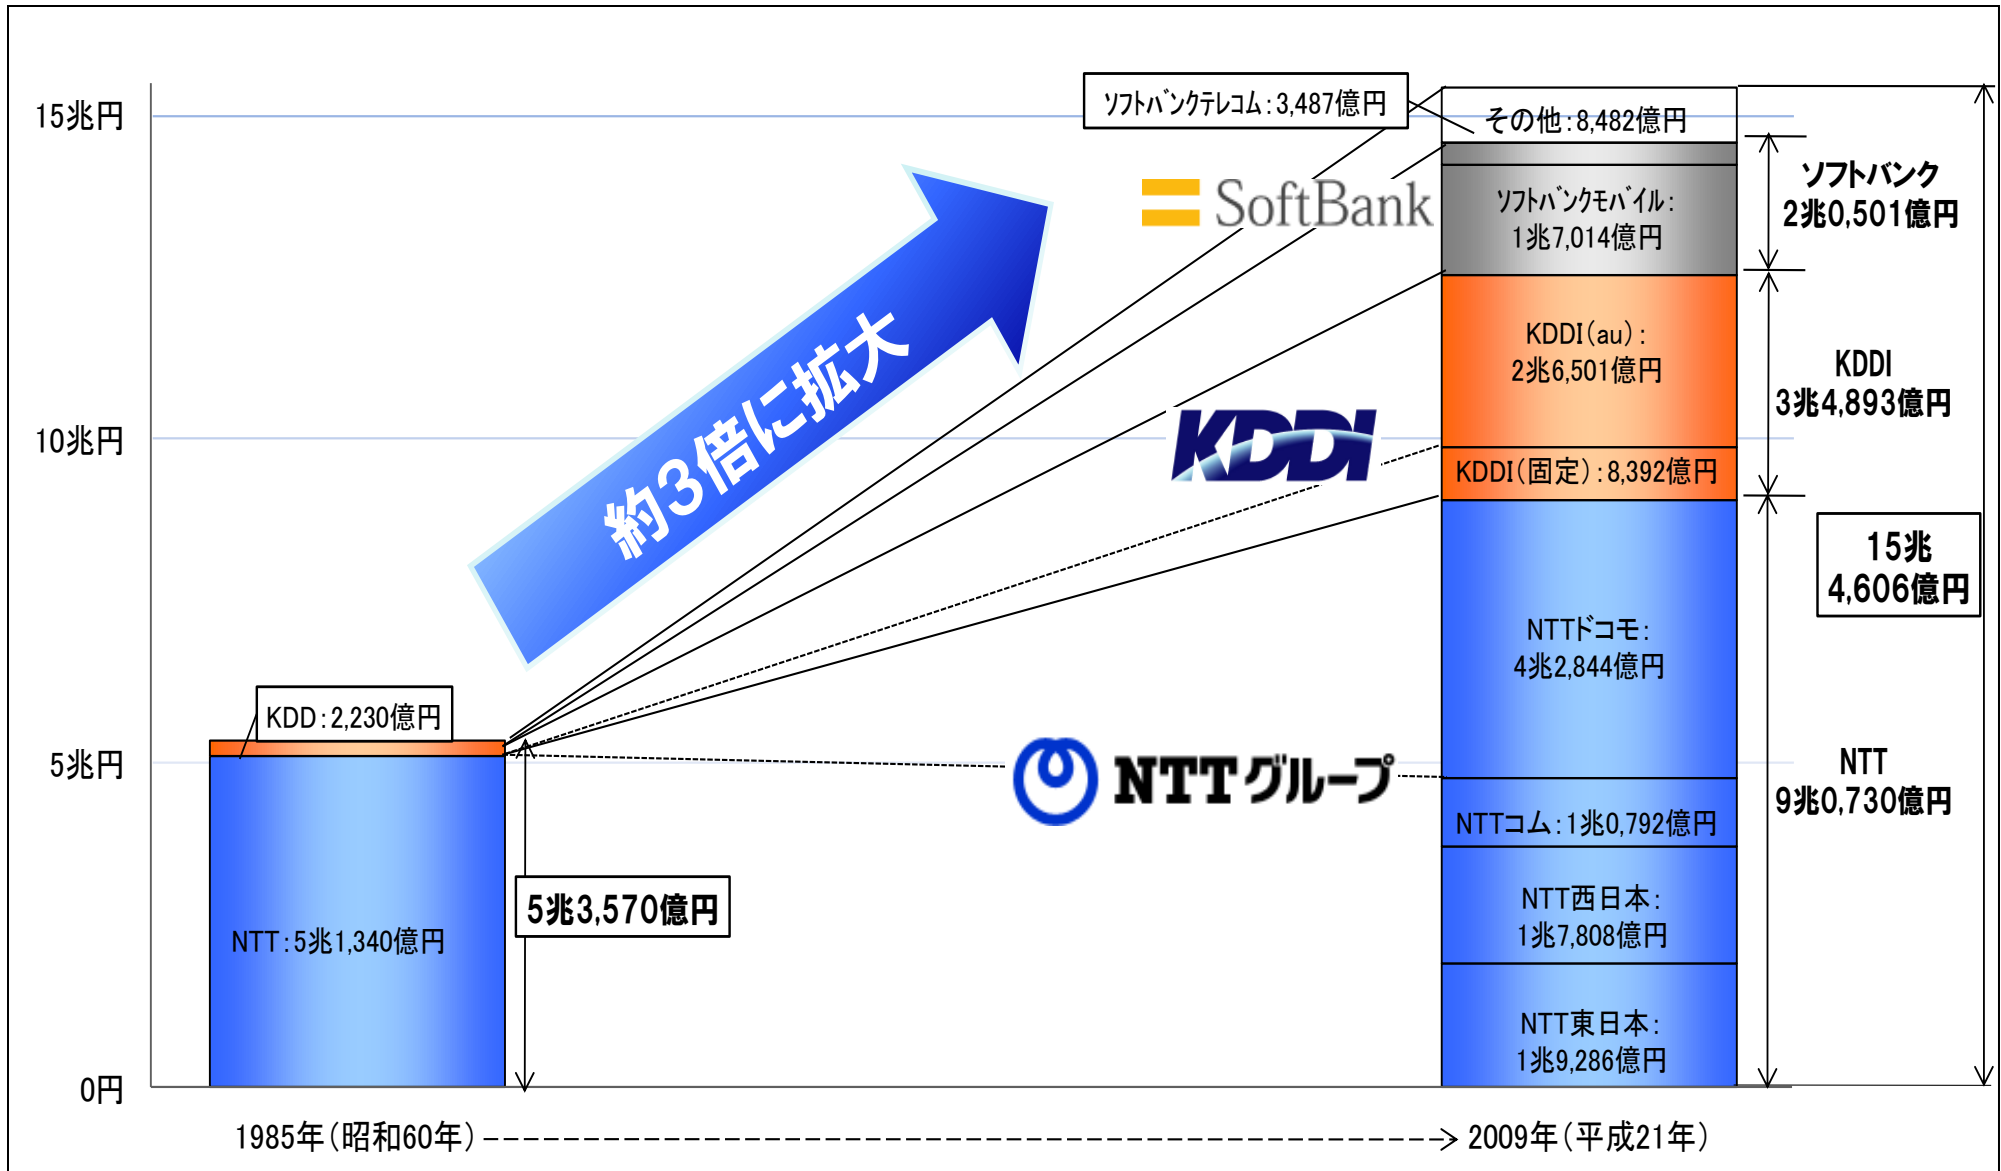 15兆円
10兆円
5兆円
0円
ソフトバンクテレコム:3,487億円
その他:8,482億円
SoftBank
ソフトバンクモバイル:
1兆7,014億円
ソフトバンク
2兆0,501億円
約3倍に拡大
KDDI(au):
2兆6,501億円
KDDI
3兆4,893億円
KDDI
KDDI(固定):8,392億円
15兆
4,606億円
NTTドコモ:
4兆2,844億円
KDD:2,230億円
NTTグループ
NTT
9兆0,730億円
NTTコム:1兆0,792億円
5兆3,570億円
NTT:5兆1,340億円
NTT西日本:
1兆7,808億円
NTT東日本:
1兆9,286億円
1985年(昭和60年)
2009年(平成21年)